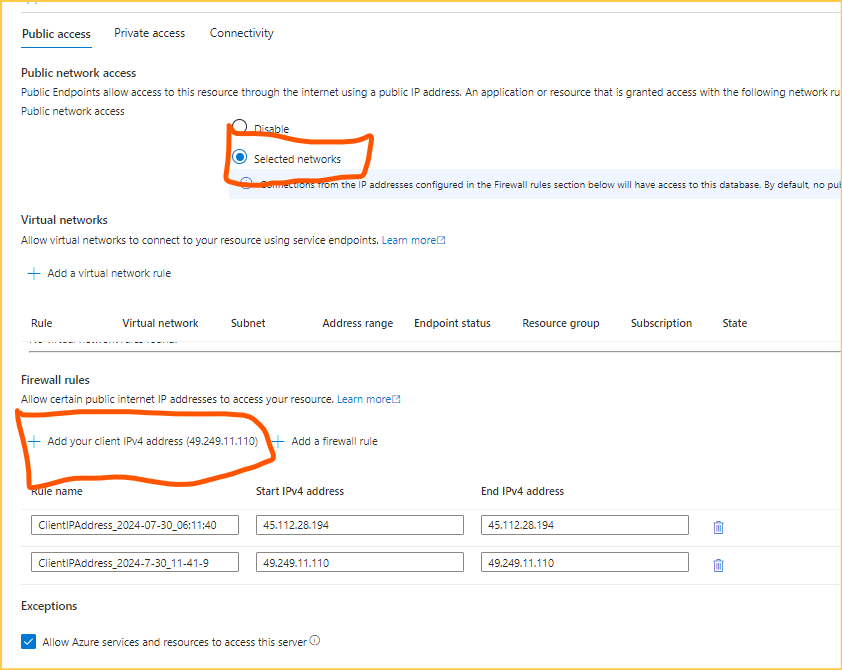 Public access Private access Connectivity
Public network access
Public Endpoints allow access to this resource through the internet using a public IP address. An application or resource that is granted access with the following network ru
Public network access
Disable
Selected networks
Connections from the IP addresses configured in the Firewall rules section below will have access to this database. By default, no pub
Virtual networks
Allow virtual networks to connect to your resource using service endpoints. Learn more
Add a virtual network rule
Rule Virtual network Subnet Address range Endpoint status Resource group Subscription State
Firewall rules
Allow certain public internet IP addresses to access your resource. Learn more
Add your client IPv4 address (49.249.11.110) Add a firewall rule
Rule name Start IPv4 address End IPv4 address
ClientIPAddress_2024-07-30_06:11:40 45.112.28.194 45.112.28.194
ClientIPAddress_2024-7-30_11-41-9 49.249.11.110 49.249.11.110
Exceptions
Allow Azure services and resources to access this server